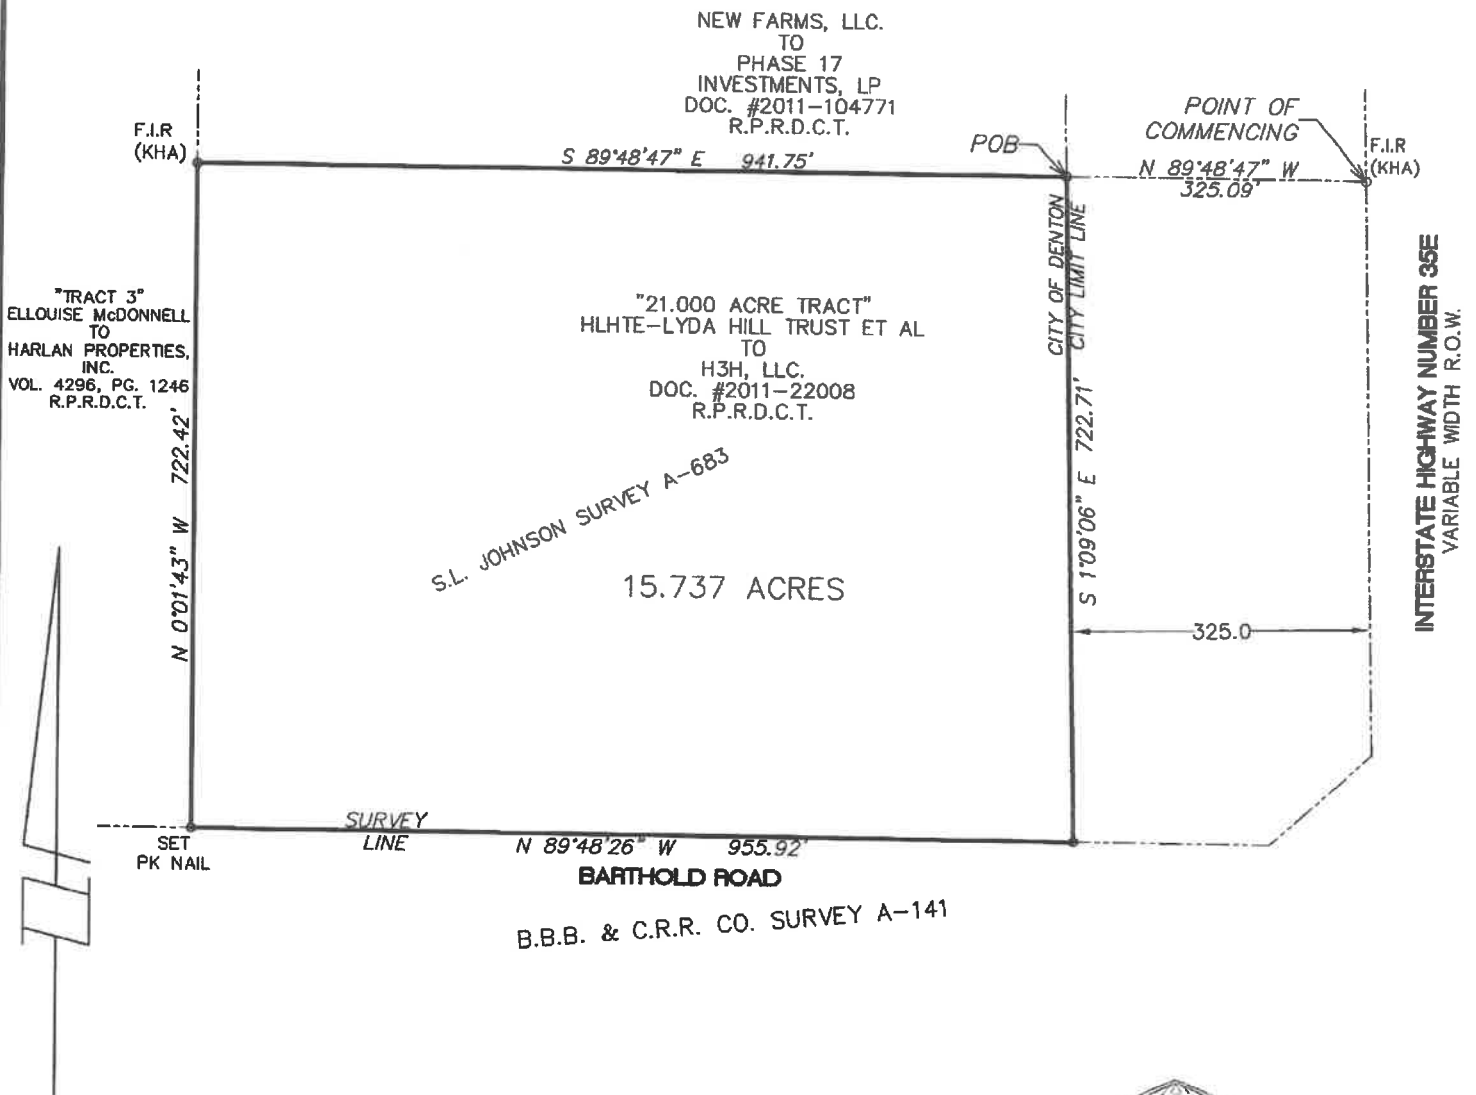 NEW FARMS, LLC.
TO
PHASE 17
INVESTMENTS, LP
DOC. #2011-104771
R.P.R.D.C.T.
F.I.R
(KHA)
S 89°48'47" E 941.75'
POB
POINT OF
COMMENCING
F.I.R
(KHA)
N 89°48'47" W
325.09'
CITY OF DENTON
CITY LIMIT LINE
"TRACT 3"
ELLOUISE McDONNELL
TO
HARLAN PROPERTIES,
INC.
VOL. 4296, PG. 1246
R.P.R.D.C.T.
"21.000 ACRE TRACT"
HLHTE-LYDA HILL TRUST ET AL
TO
H3H, LLC.
DOC. #2011-22008
R.P.R.D.C.T.
INTERSTATE HIGHWAY NUMBER 35E
VARIABLE WIDTH R.O.W.
N 0°01'43" W 722.42'
S 1°09'06" E 722.71'
S.L. JOHNSON SURVEY A-683
15.737 ACRES
325.0
SURVEY
LINE
SET
PK NAIL
N 89°48'26" W 955.92'
BARTHOLD ROAD
B.B.B. & C.R.R. CO. SURVEY A-141